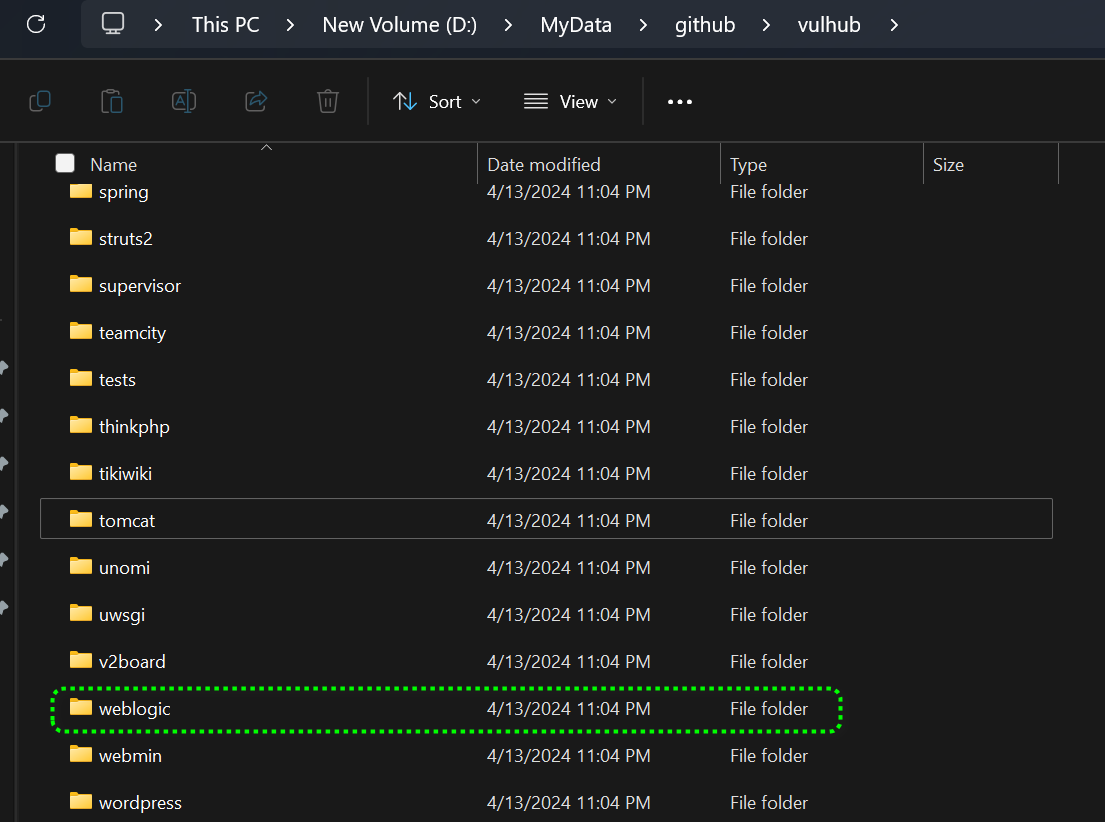 This PC > New Volume (D:) > MyData > github > vulhub >
Sort View
Name Date modified Type Size
spring 4/13/2024 11:04 PM File folder
struts2 4/13/2024 11:04 PM File folder
supervisor 4/13/2024 11:04 PM File folder
teamcity 4/13/2024 11:04 PM File folder
tests 4/13/2024 11:04 PM File folder
thinkphp 4/13/2024 11:04 PM File folder
tikiwiki 4/13/2024 11:04 PM File folder
tomcat 4/13/2024 11:04 PM File folder
unomi 4/13/2024 11:04 PM File folder
uwsgi 4/13/2024 11:04 PM File folder
v2board 4/13/2024 11:04 PM File folder
weblogic 4/13/2024 11:04 PM File folder
webmin 4/13/2024 11:04 PM File folder
wordpress 4/13/2024 11:04 PM File folder